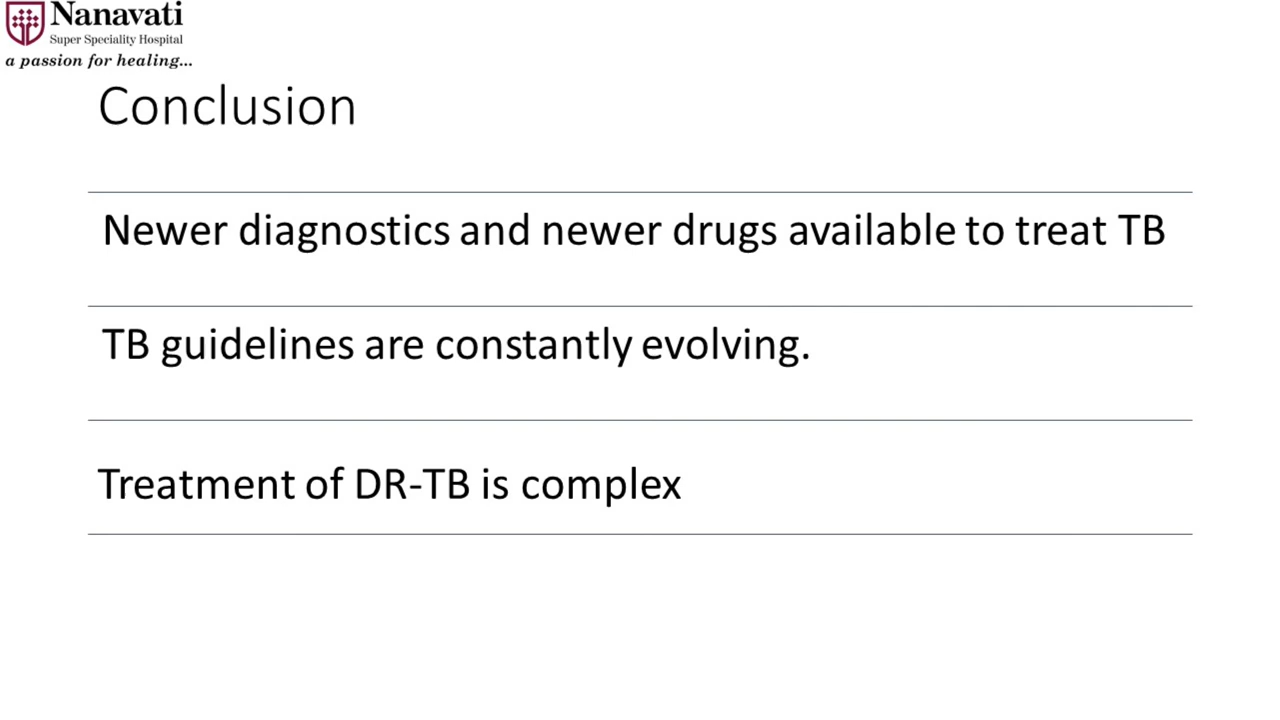 Nanavati
Super Speciality Hospital
a passion for healing...
Conclusion
Newer diagnostics and newer drugs available to treat TB
TB guidelines are constantly evolving.
Treatment of DR-TB is complex